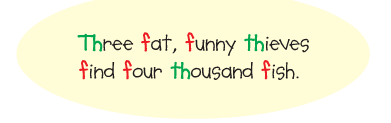 Three fat, funny thieves
find four thousand fish.